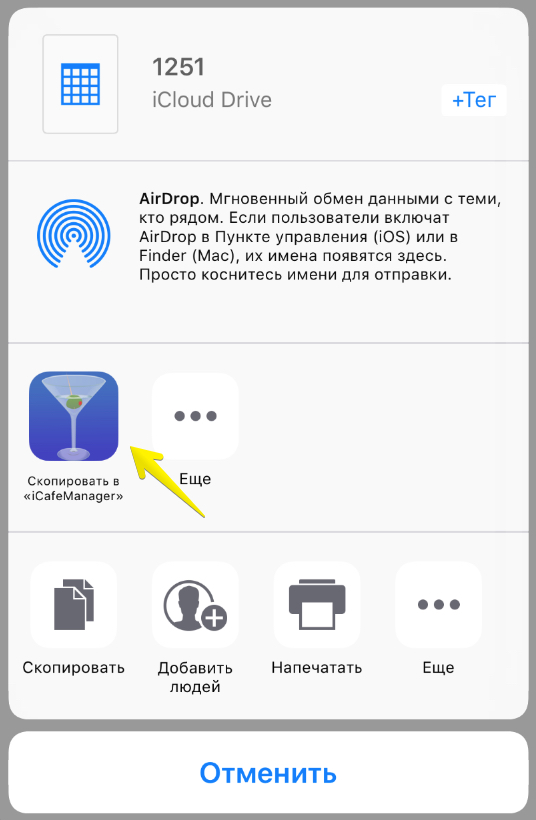 1251
iCloud Drive
+Тег
AirDrop. Мгновенный обмен данными с теми,
кто рядом. Если пользователи включат
AirDrop в Пункте управления (iOS) или в
Finder (Mac), их имена появятся здесь.
Просто коснитесь имени для отправки.
Скопировать в
«iCafeManager»
Еще
Скопировать
Добавить
людей
Напечатать
Еще
Отменить